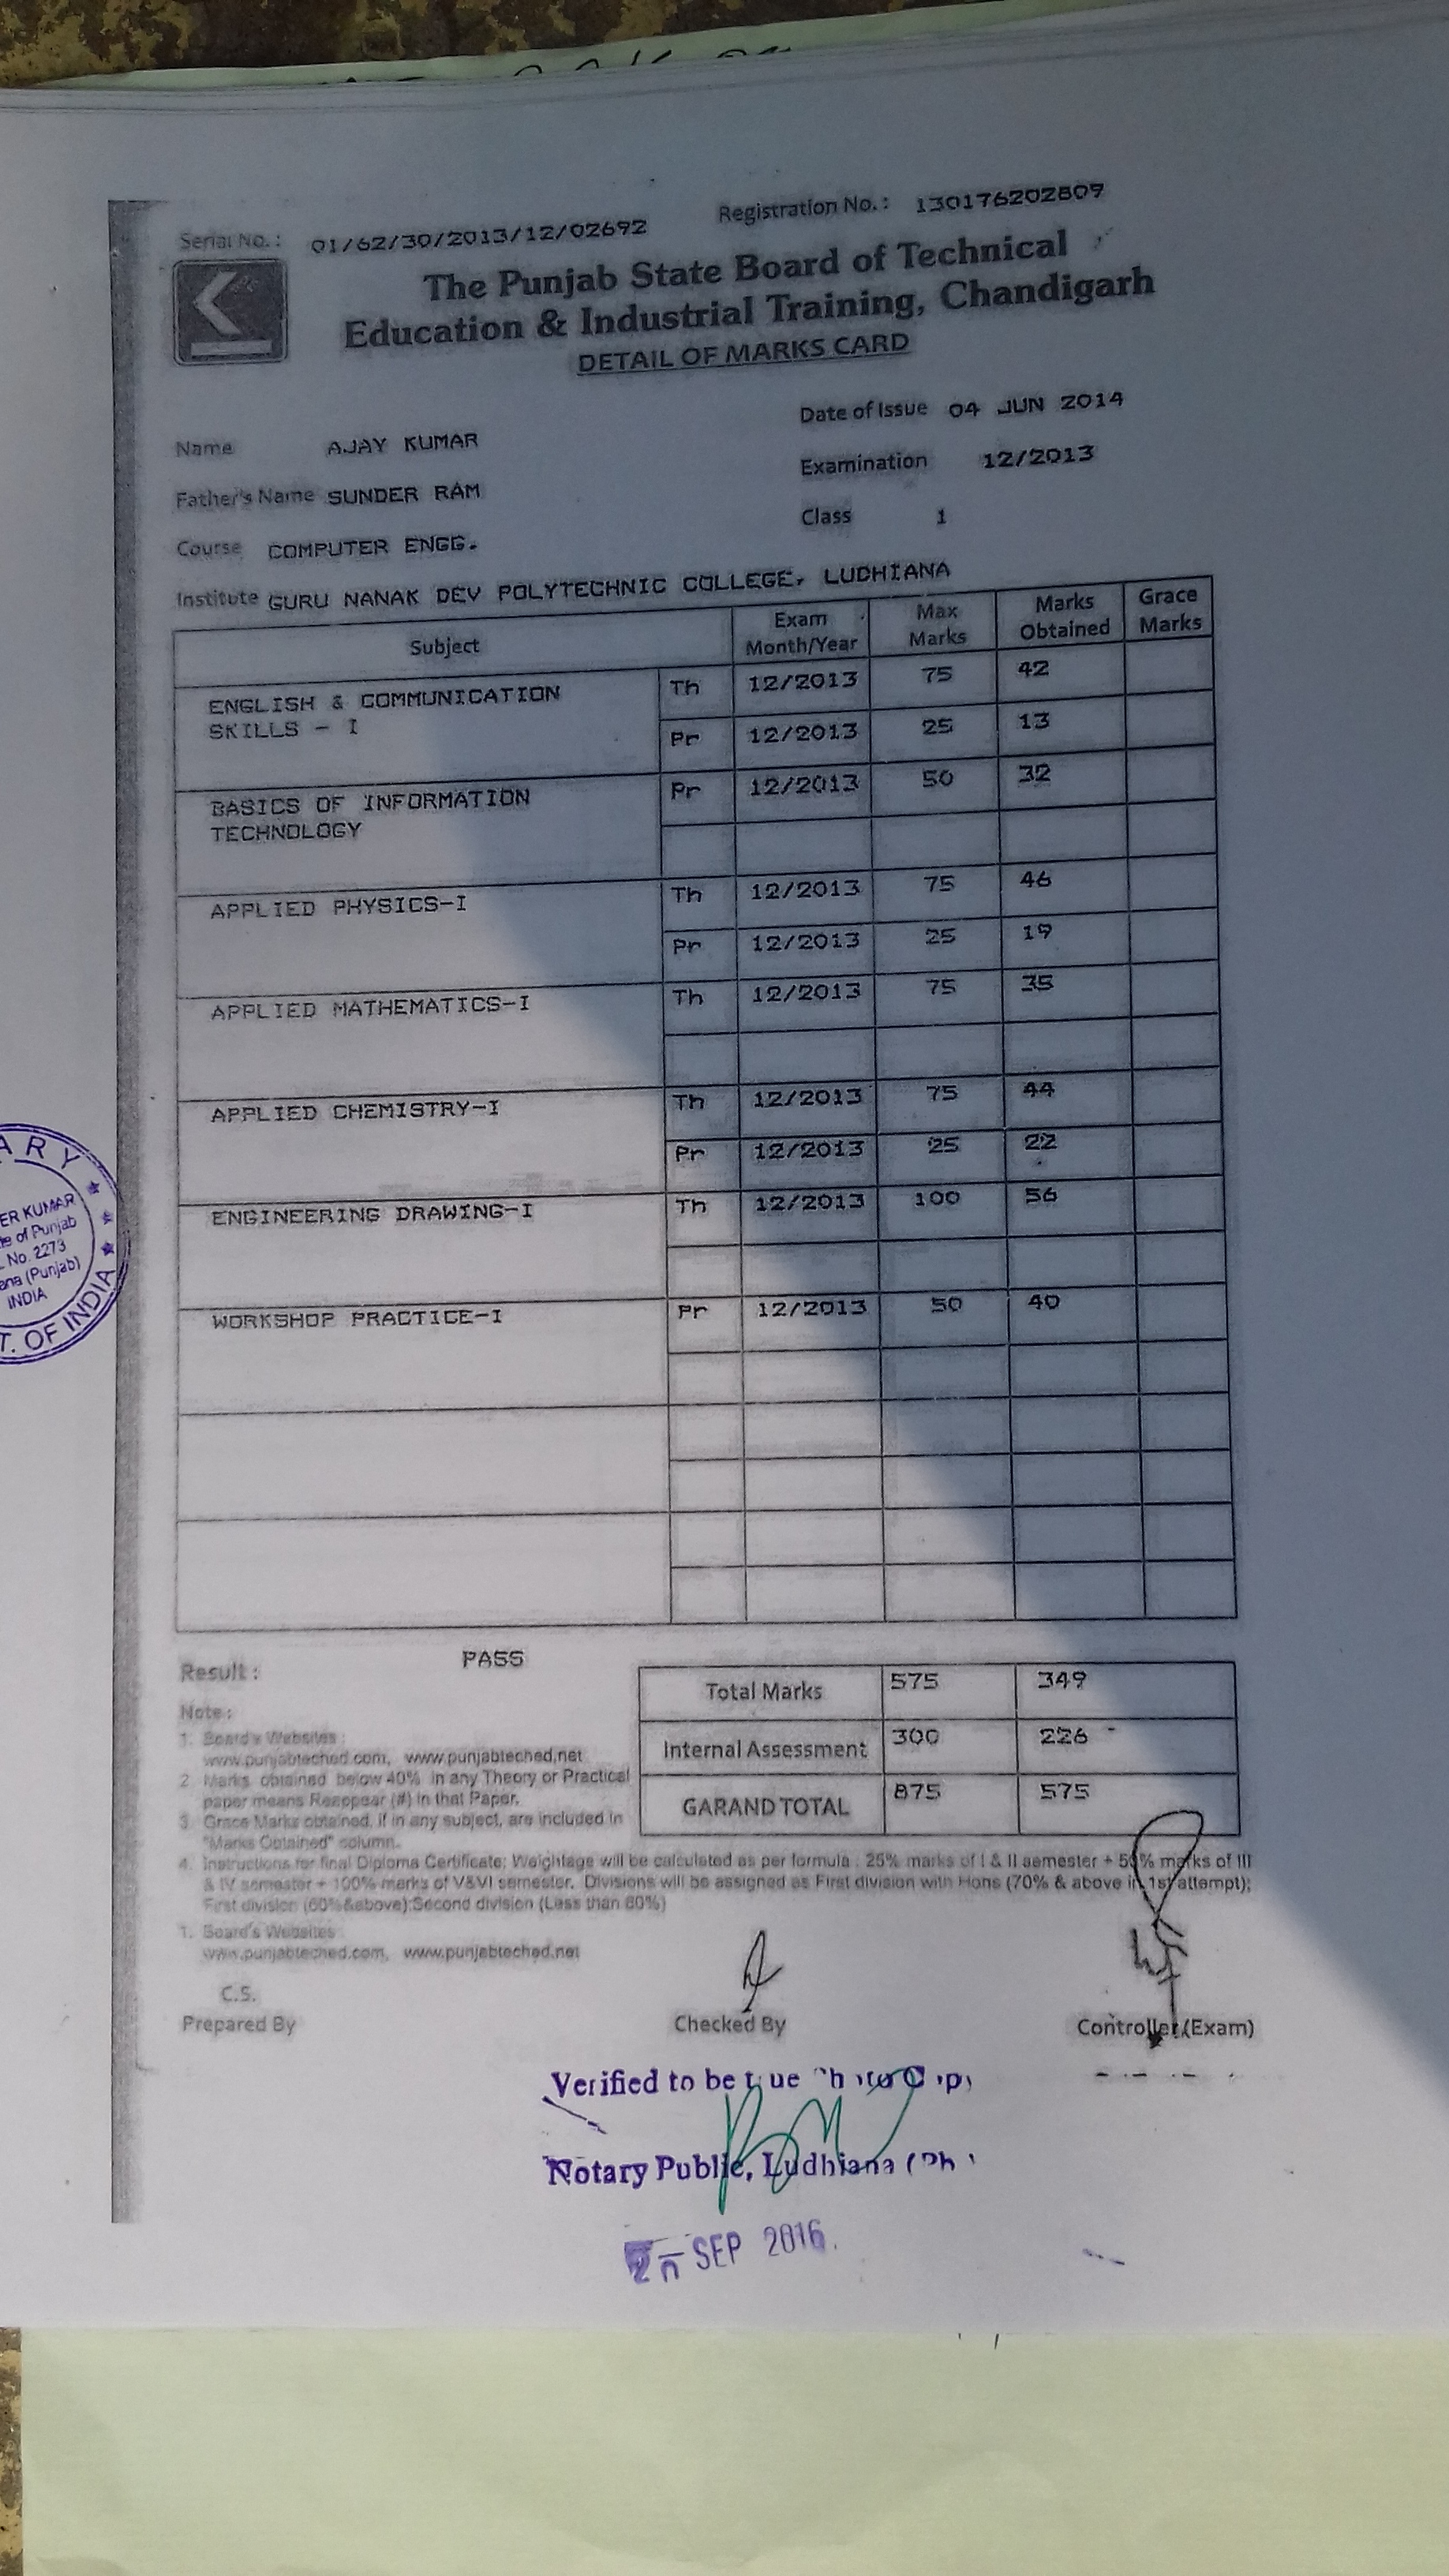 Serial No. : 01/62/30/2013/12/02692 Registration No. : 130176202809
The Punjab State Board of Technical
Education & Industrial Training, Chandigarh
DETAIL OF MARKS CARD
Date of Issue 04 JUN 2014
Name AJAY KUMAR
Examination 12/2013
Father's Name SUNDER RAM
Class 1
Course COMPUTER ENGG.
Institute GURU NANAK DEV POLYTECHNIC COLLEGE, LUDHIANA
Subject Exam Month/Year Max Marks Marks Obtained Grace Marks
ENGLISH & COMMUNICATION Th 12/2013 75 42
SKILLS - I Pr 12/2013 25 13
BASICS OF INFORMATION Pr 12/2013 50 32
TECHNOLOGY
APPLIED PHYSICS-I Th 12/2013 75 46
Pr 12/2013 25 19
APPLIED MATHEMATICS-I Th 12/2013 75 35
APPLIED CHEMISTRY-I Th 12/2013 75 44
Pr 12/2013 25 22
ENGINEERING DRAWING-I Th 12/2013 100 56
WORKSHOP PRACTICE-I Pr 12/2013 50 40
Result : PASS
Total Marks 575 349
Internal Assessment 300 226
GARAND TOTAL 875 575
Note :
1. Board's Websites :
www.punjabteched.com, www.punjabteched.net
2. Marks obtained below 40% in any Theory or Practical
paper means Reappear (#) in that Paper.
3. Grace Marks obtained, if in any subject, are included in
"Marks Obtained" column.
4. Instructions for final Diploma Certificate: Weightage will be calculated as per formula : 25% marks of I & II semester + 50% marks of III
& IV semester + 100% marks of V&VI semester. Divisions will be assigned as First division with Hons (70% & above in 1st attempt);
First division (60%&above);Second division (Less than 60%)
1. Board's Websites :
www.punjabteched.com, www.punjabteched.net
C.S.
Prepared By Checked By Controller (Exam)
Verified to be
Notary Public, Ludhiana
SEP 2016
ARY
ER KUMAR
of Punjab
No. 2273
(Punjab)
INDIA
T. OF INDIA